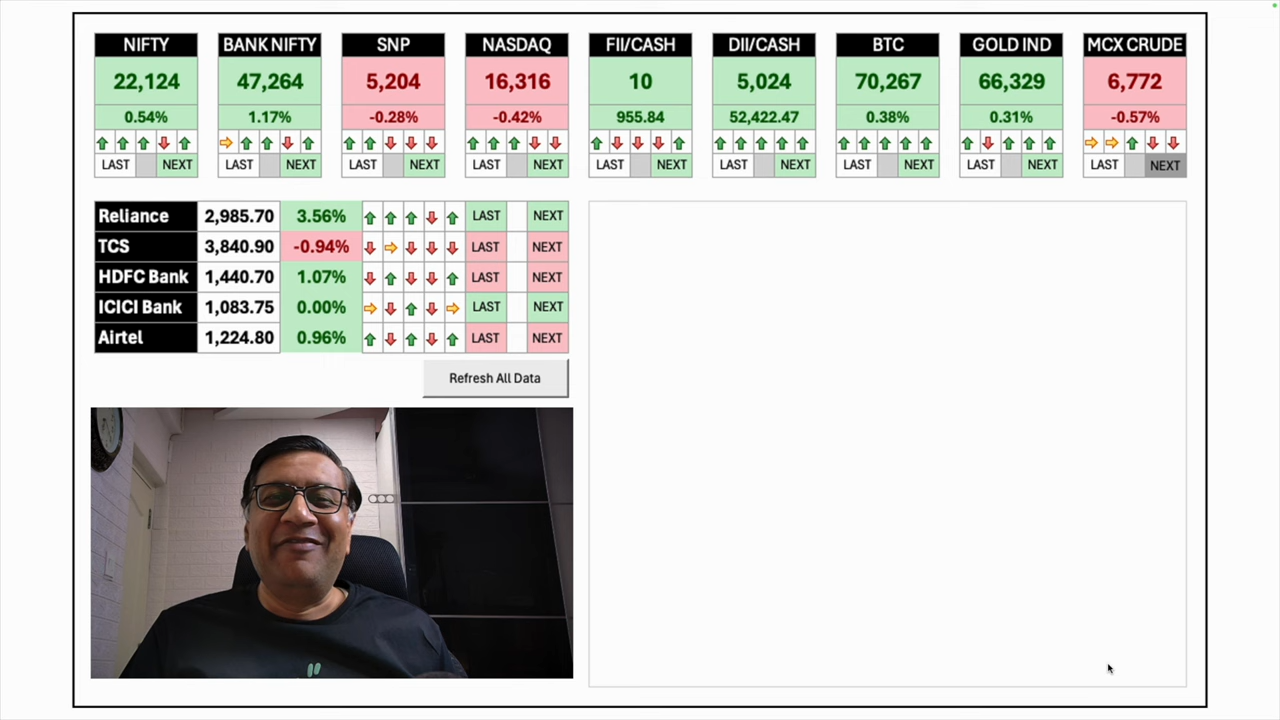 NIFTY BANK NIFTY SNP NASDAQ FII/CASH DII/CASH BTC GOLD IND MCX CRUDE
22,124 47,264 5,204 16,316 10 5,024 70,267 66,329 6,772
0.54% 1.17% -0.28% -0.42% 955.84 52,422.47 0.38% 0.31% -0.57%
LAST NEXT LAST NEXT LAST NEXT LAST NEXT LAST NEXT LAST NEXT LAST NEXT LAST NEXT LAST NEXT
Reliance 2,985.70 3.56% LAST NEXT
TCS 3,840.90 -0.94% LAST NEXT
HDFC Bank 1,440.70 1.07% LAST NEXT
ICICI Bank 1,083.75 0.00% LAST NEXT
Airtel 1,224.80 0.96% LAST NEXT
Refresh All Data